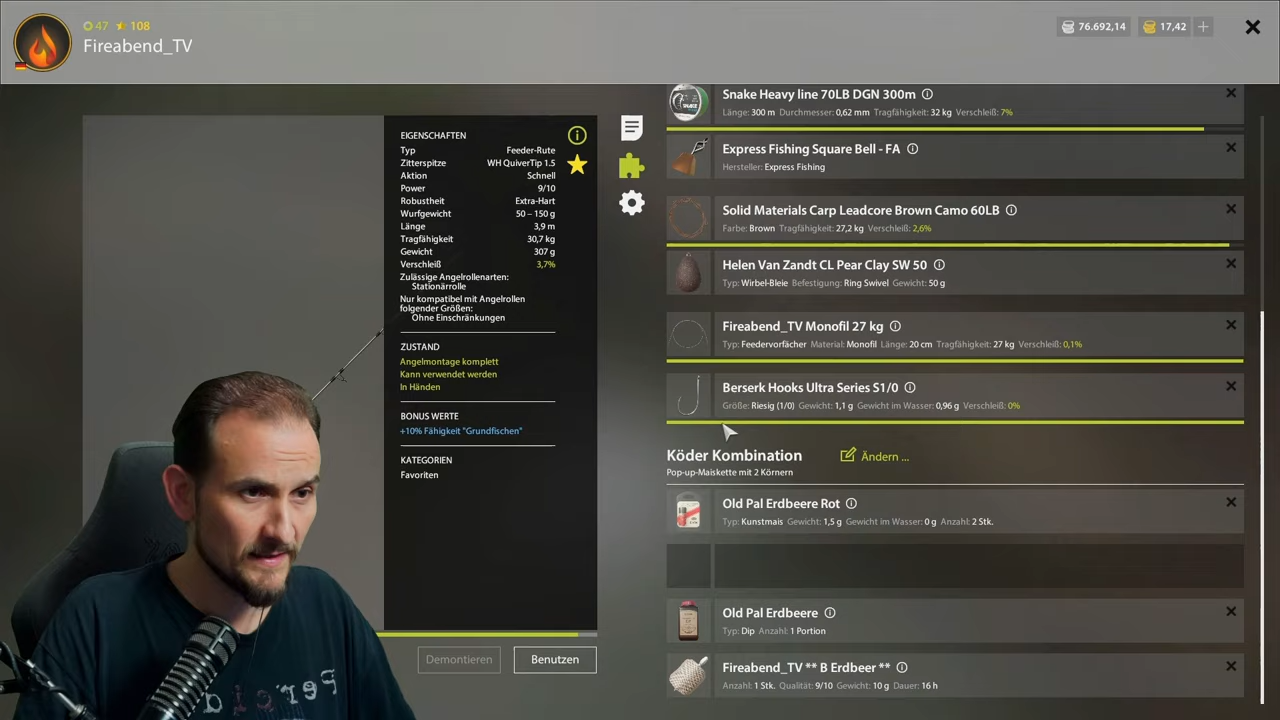 47 108
Fireabend_TV
76.692,14
17,42
EIGENSCHAFTEN
Typ Feeder-Rute
Zitterspitze WH QuiverTip 1.5
Aktion Schnell
Power 9/10
Robustheit Extra-Hart
Wurfgewicht 50 – 150 g
Länge 3,9 m
Tragfähigkeit 30,7 kg
Gewicht 307 g
Verschleiß 3,7%
Zulässige Angelrollenarten:
Stationärrolle
Nur kompatibel mit Angelrollen
folgender Größen:
Ohne Einschränkungen
ZUSTAND
Angelmontage komplett
Kann verwendet werden
In Händen
BONUS WERTE
+10% Fähigkeit "Grundfischen"
KATEGORIEN
Favoriten
Demontieren
Benutzen
Snake Heavy line 70LB DGN 300m
Länge: 300 m Durchmesser: 0,62 mm Tragfähigkeit: 32 kg Verschleiß: 7%
Express Fishing Square Bell - FA
Hersteller: Express Fishing
Solid Materials Carp Leadcore Brown Camo 60LB
Farbe: Brown Tragfähigkeit: 27,2 kg Verschleiß: 2,6%
Helen Van Zandt CL Pear Clay SW 50
Typ: Wirbel-Bleie Befestigung: Ring Swivel Gewicht: 50 g
Fireabend_TV Monofil 27 kg
Typ: Feedervorfächer Material: Monofil Länge: 20 cm Tragfähigkeit: 27 kg Verschleiß: 0,1%
Berserk Hooks Ultra Series S1/0
Größe: Riesig (1/0) Gewicht: 1,1 g Gewicht im Wasser: 0,96 g Verschleiß: 0%
Köder Kombination
Ändern ...
Pop-up-Maiskette mit 2 Körnern
Old Pal Erdbeere Rot
Typ: Kunstmais Gewicht: 1,5 g Gewicht im Wasser: 0 g Anzahl: 2 Stk.
Old Pal Erdbeere
Typ: Dip Anzahl: 1 Portion
Fireabend_TV ** B Erdbeer **
Anzahl: 1 Stk. Qualität: 9/10 Gewicht: 10 g Dauer: 16 h